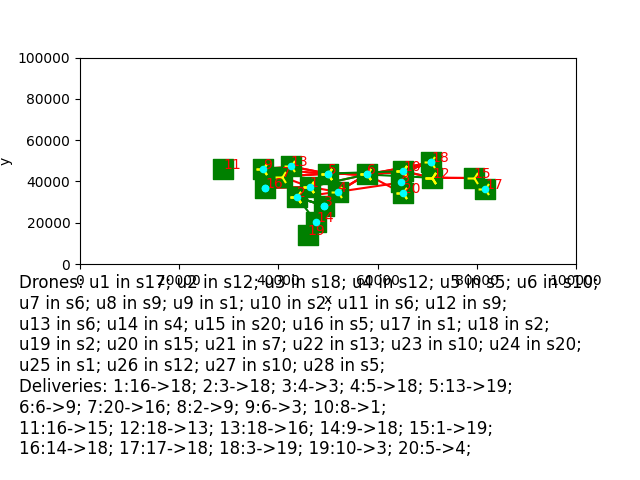 100000
80000
60000
40000
20000
0
y
11
17
0
20000
40000
60000
80000
100000
x
Drones: u1 in s17; u2 in s12; u3 in s18; u4 in s12; u5 in s5; u6 in s10;
u7 in s6; u8 in s9; u9 in s1; u10 in s2; u11 in s6; u12 in s9;
u13 in s6; u14 in s4; u15 in s20; u16 in s5; u17 in s1; u18 in s2;
u19 in s2; u20 in s15; u21 in s7; u22 in s13; u23 in s10; u24 in s20;
u25 in s1; u26 in s12; u27 in s10; u28 in s5;
Deliveries: 1:16->18; 2:3->18; 3:4->3; 4:5->18; 5:13->19;
6:6->9; 7:20->16; 8:2->9; 9:6->3; 10:8->1;
11:16->15; 12:18->13; 13:18->16; 14:9->18; 15:1->19;
16:14->18; 17:17->18; 18:3->19; 19:10->3; 20:5->4;